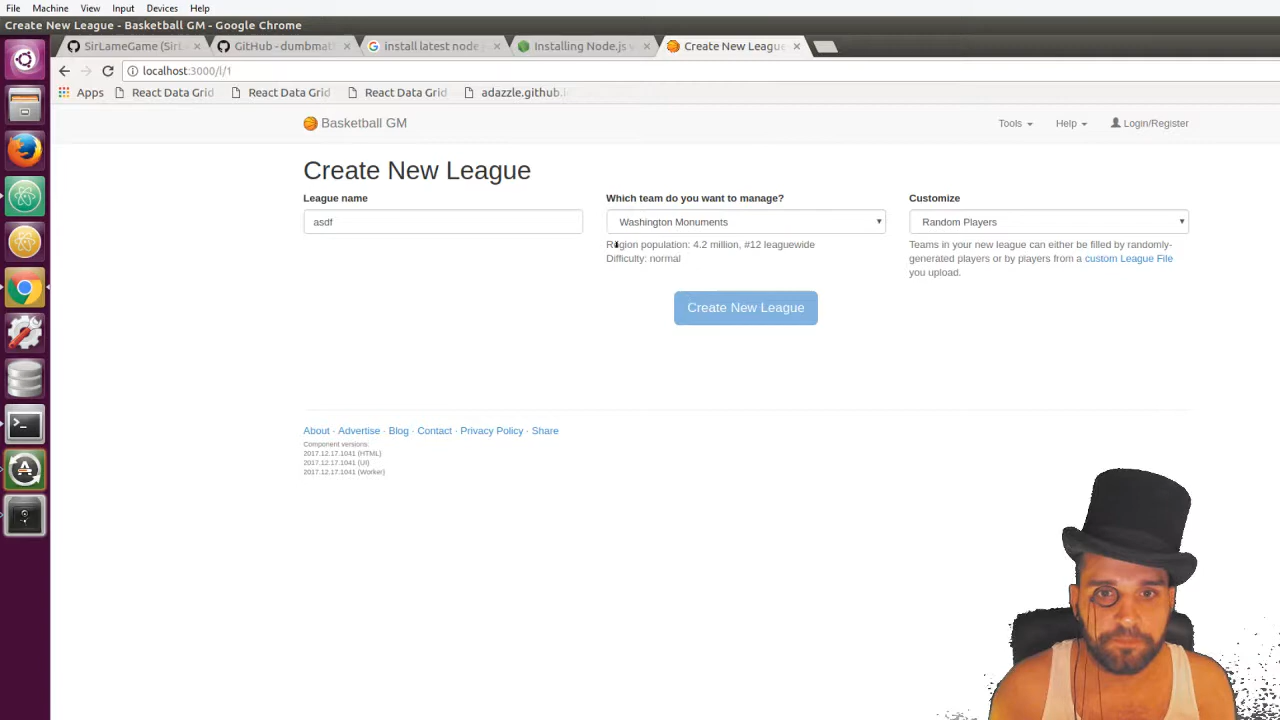 File Machine View Input Devices Help
Create New League - Basketball GM - Google Chrome
SirLameGame (SirL
GitHub - dumbmat
install latest node
Installing Node.js v
Create New League
localhost:3000/l/1
Apps React Data Grid React Data Grid React Data Grid adazzle.github.i
Basketball GM
Tools Help Login/Register
Create New League
League name
asdf
Which team do you want to manage?
Washington Monuments
Region population: 4.2 million, #12 leaguewide
Difficulty: normal
Customize
Random Players
Teams in your new league can either be filled by randomly-
generated players or by players from a custom League File
you upload.
Create New League
About · Advertise · Blog · Contact · Privacy Policy · Share
Component versions:
2017.12.17.1041 (HTML)
2017.12.17.1041 (UI)
2017.12.17.1041 (Worker)